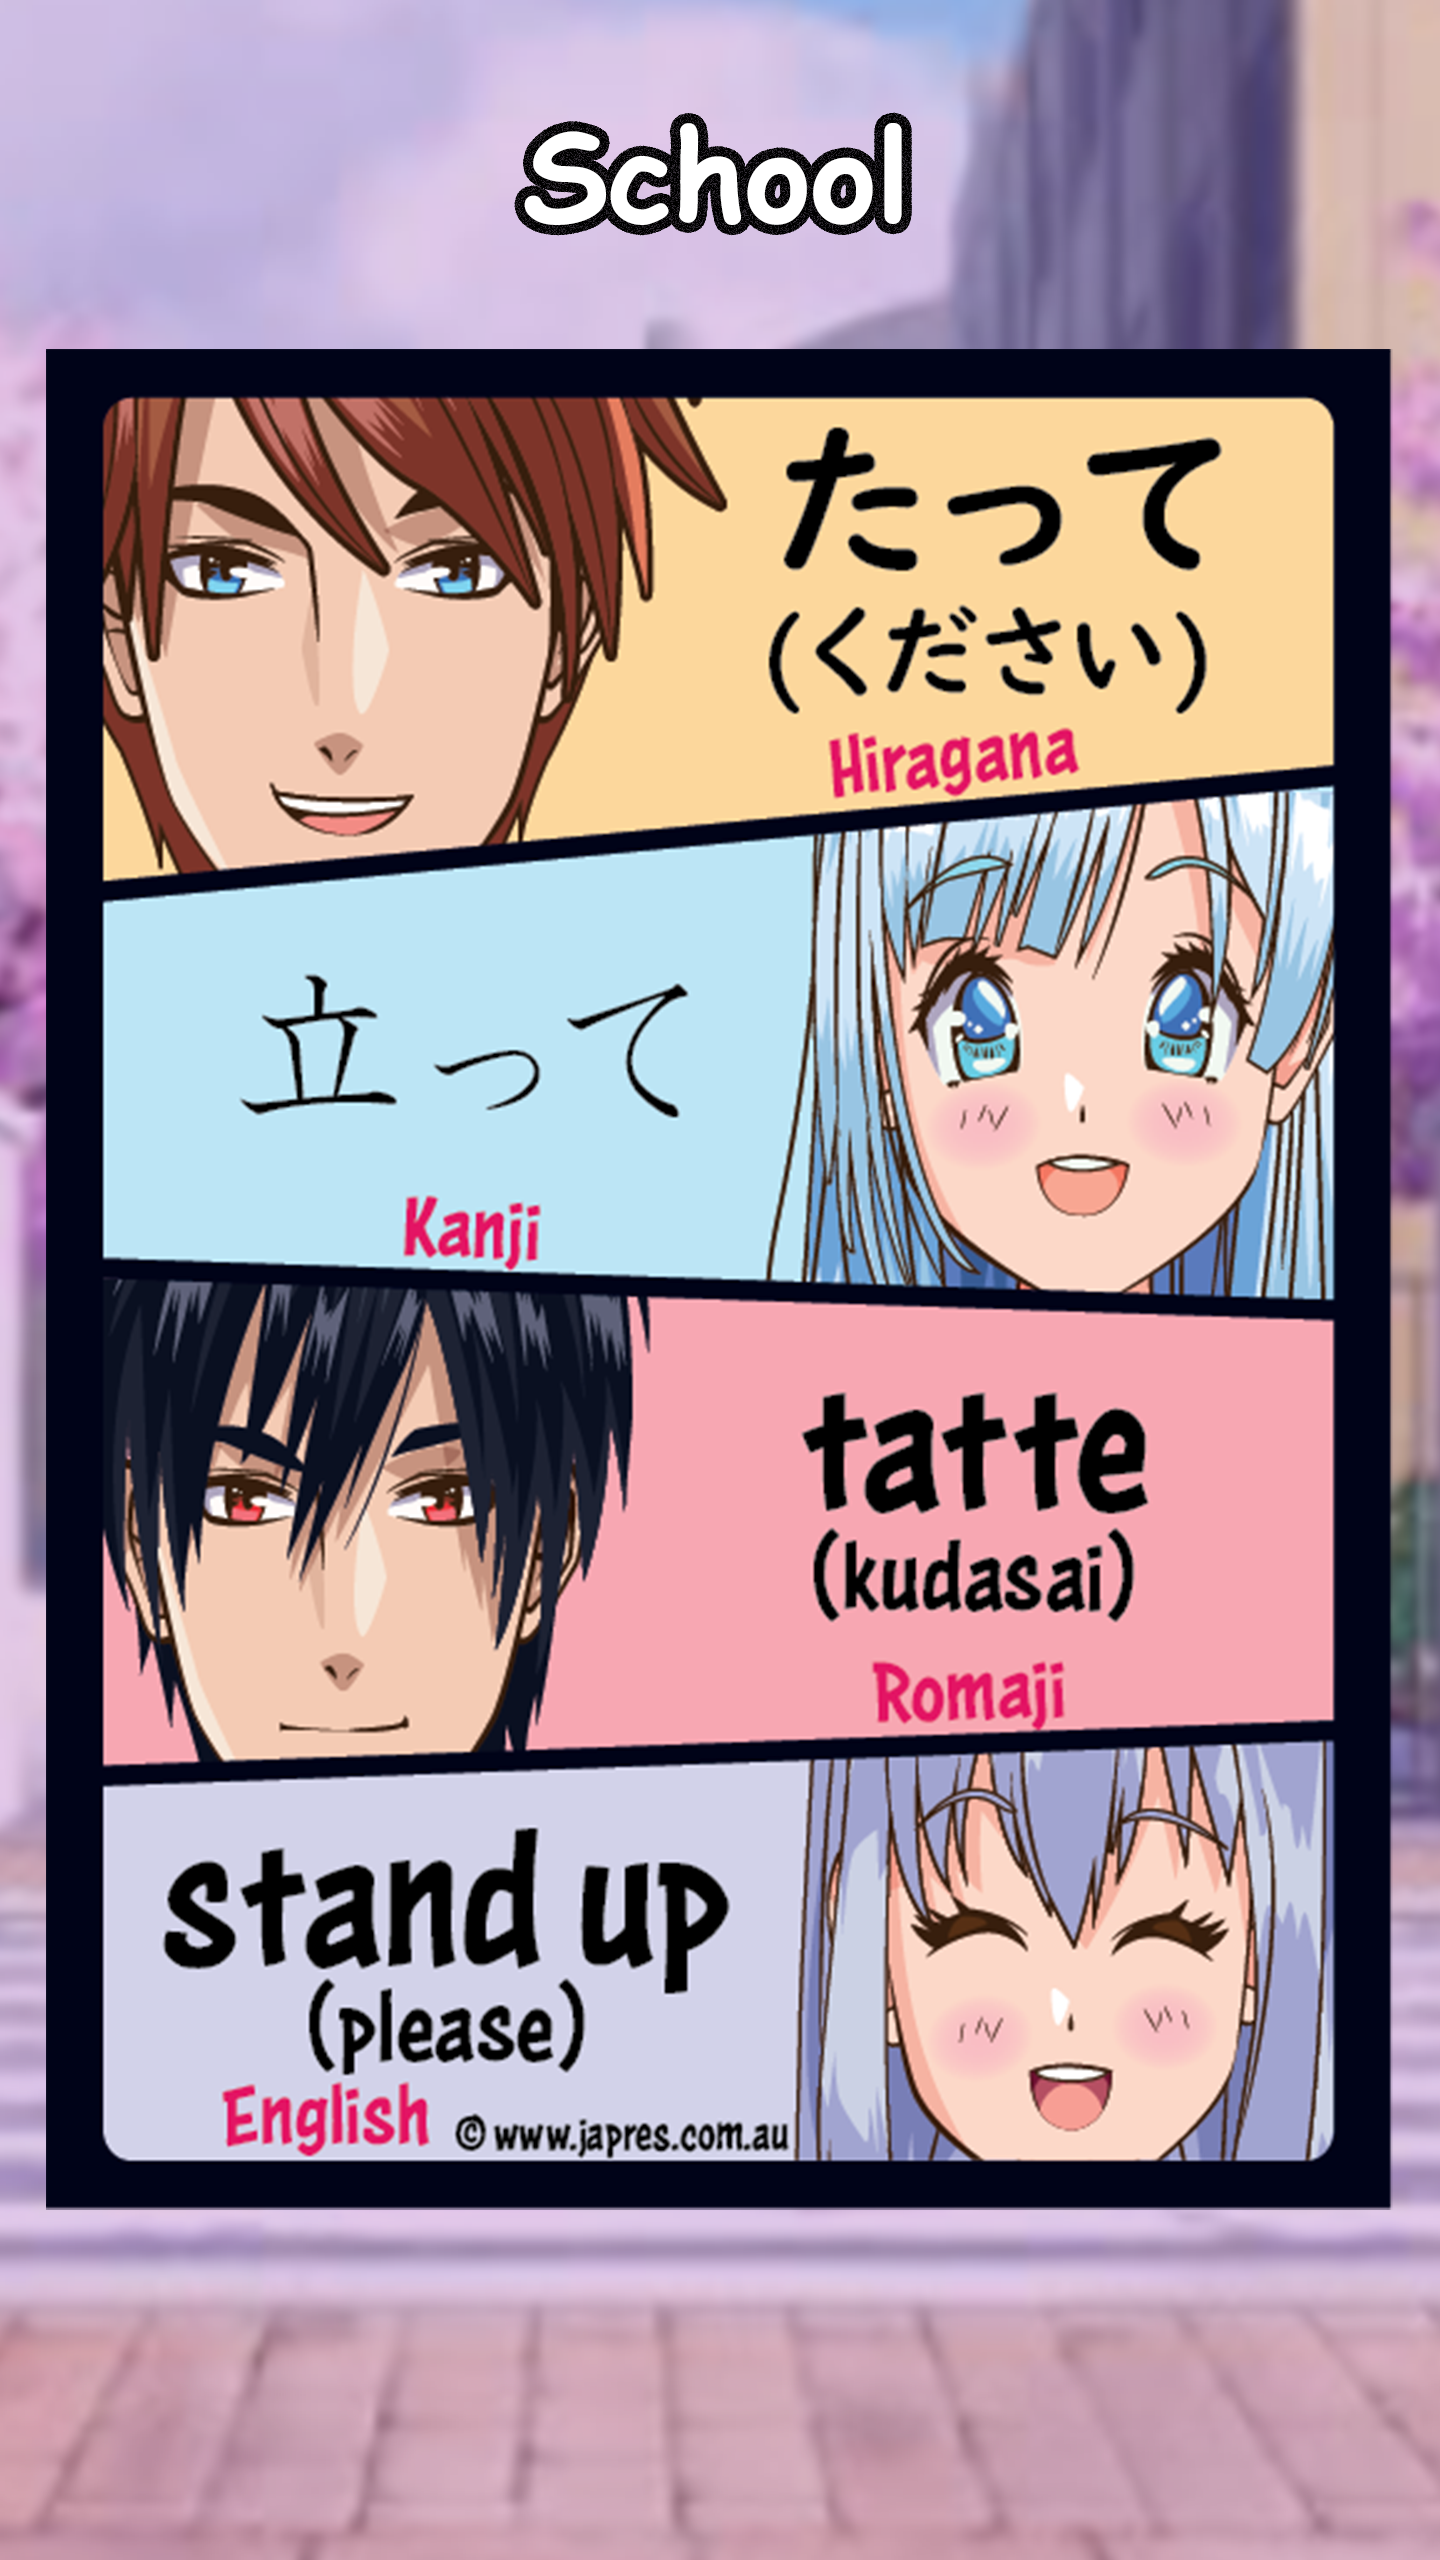 School
たって
(ください)
Hiragana
立って
Kanji
tatte
(kudasai)
Romaji
stand up
(please)
English
© www.japres.com.au